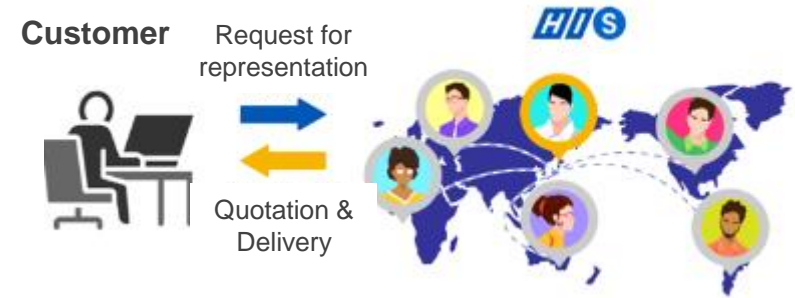 Customer
Request for
representation
HIS
Quotation &
Delivery